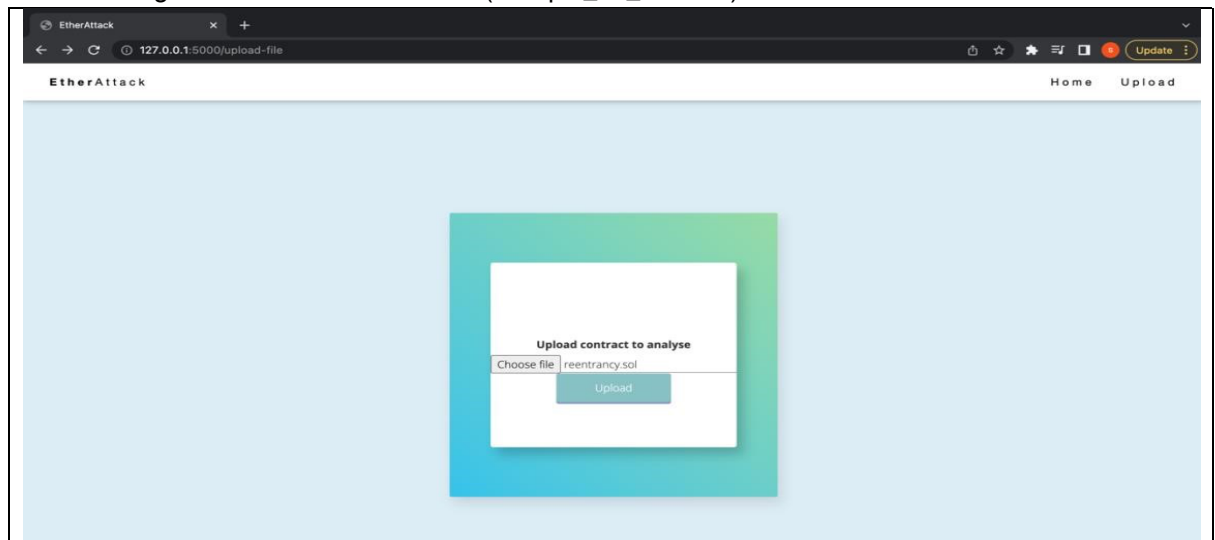 EtherAttack
127.0.0.1:5000/upload-file
s
Update
EtherAttack
Home Upload
Upload contract to analyse
Choose file reentrancy.sol
Upload